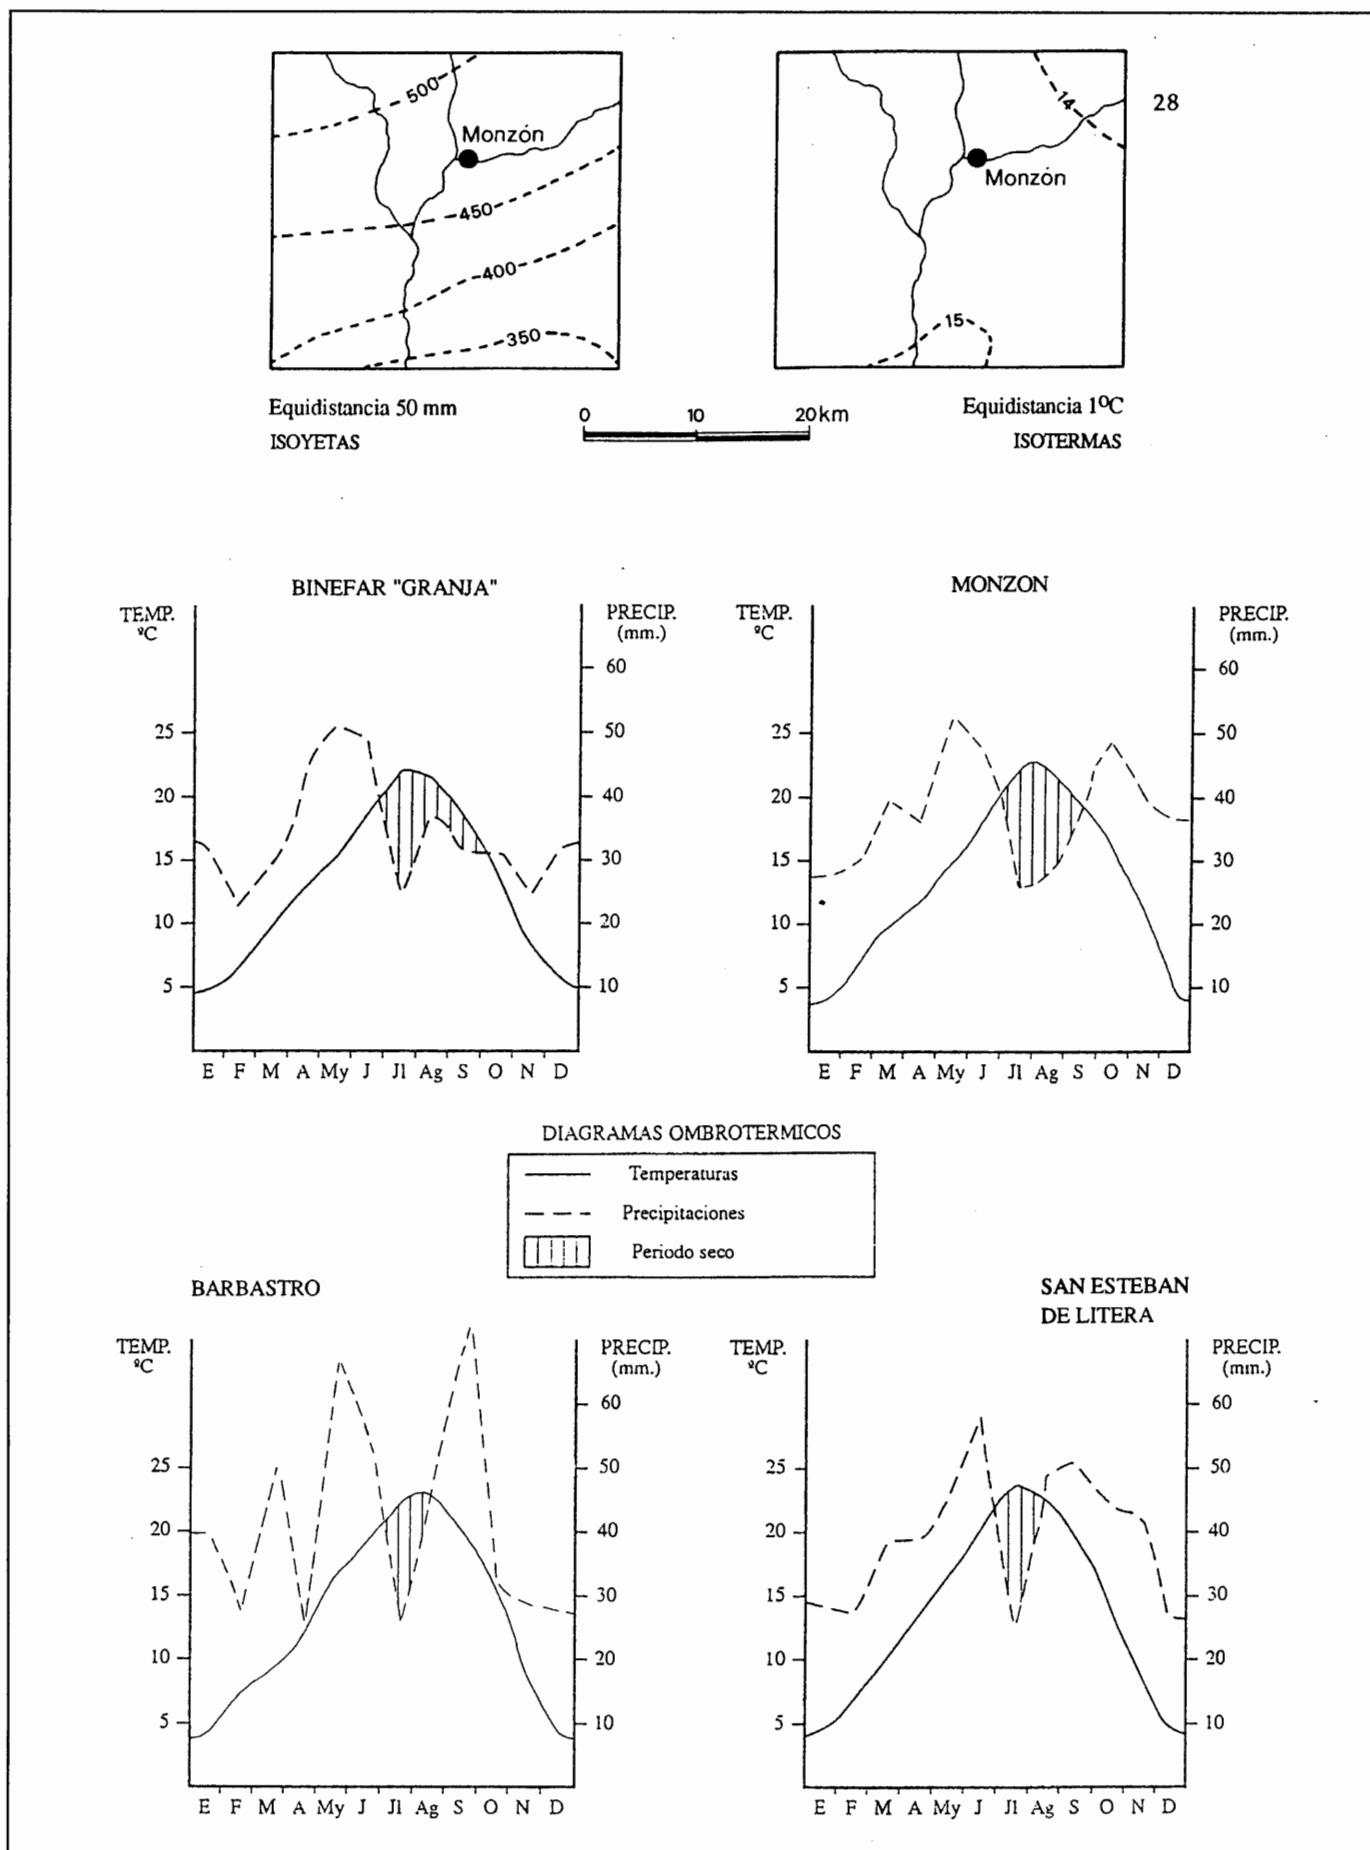 500
Monzón
450
400
350
14
28
Monzón
15
Equidistancia 50 mm
ISOYETAS
0 10 20 km
Equidistancia 1ºC
ISOTERMAS
BINEFAR "GRANJA"
TEMP.
ºC
PRECIP.
(mm.)
60
25
50
20
40
15
30
10
20
5
10
E F M A My J Jl Ag S O N D
MONZON
TEMP.
ºC
PRECIP.
(mm.)
60
25
50
20
40
15
30
10
20
5
10
E F M A My J Jl Ag S O N D
DIAGRAMAS OMBROTERMICOS
Temperaturas
Precipitaciones
Periodo seco
BARBASTRO
TEMP.
ºC
PRECIP.
(mm.)
60
25
50
20
40
15
30
10
20
5
10
E F M A My J Jl Ag S O N D
SAN ESTEBAN
DE LITERA
TEMP.
ºC
PRECIP.
(mm.)
60
25
50
20
40
15
30
10
20
5
10
E F M A My J Jl Ag S O N D